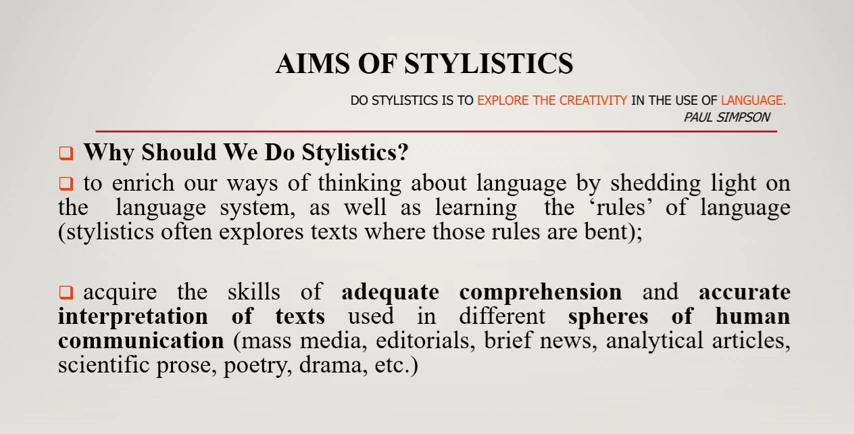 AIMS OF STYLISTICS
DO STYLISTICS IS TO EXPLORE THE CREATIVITY IN THE USE OF LANGUAGE.
PAUL SIMPSON
❑ Why Should We Do Stylistics?
❑ to enrich our ways of thinking about language by shedding light on
the language system, as well as learning the ‘rules’ of language
(stylistics often explores texts where those rules are bent);
❑ acquire the skills of adequate comprehension and accurate
interpretation of texts used in different spheres of human
communication (mass media, editorials, brief news, analytical articles,
scientific prose, poetry, drama, etc.)